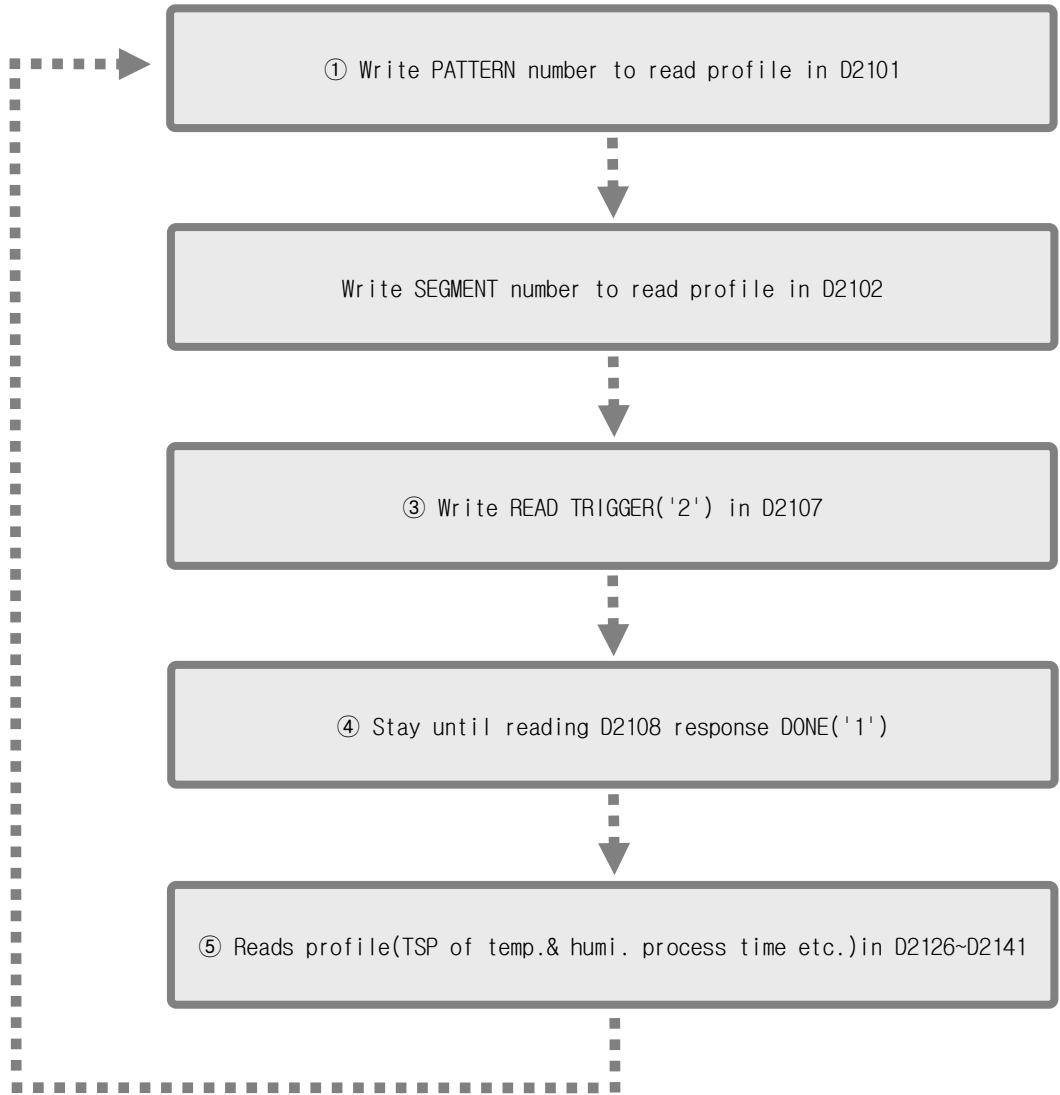 ① Write PATTERN number to read profile in D2101
Write SEGMENT number to read profile in D2102
③ Write READ TRIGGER('2') in D2107
④ Stay until reading D2108 response DONE('1')
⑤ Reads profile(TSP of temp.& humi. process time etc.)in D2126~D2141